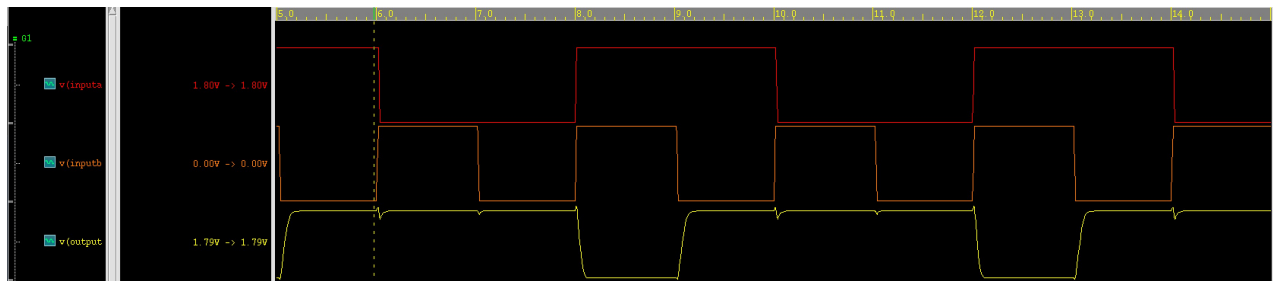 5.0 6.0 7.0 8.0 9.0 10.0 11.0 12.0 13.0 14.0
G1
v(inputa 1.80V -> 1.80V
v(inputb 0.00V -> 0.00V
v(output 1.79V -> 1.79V